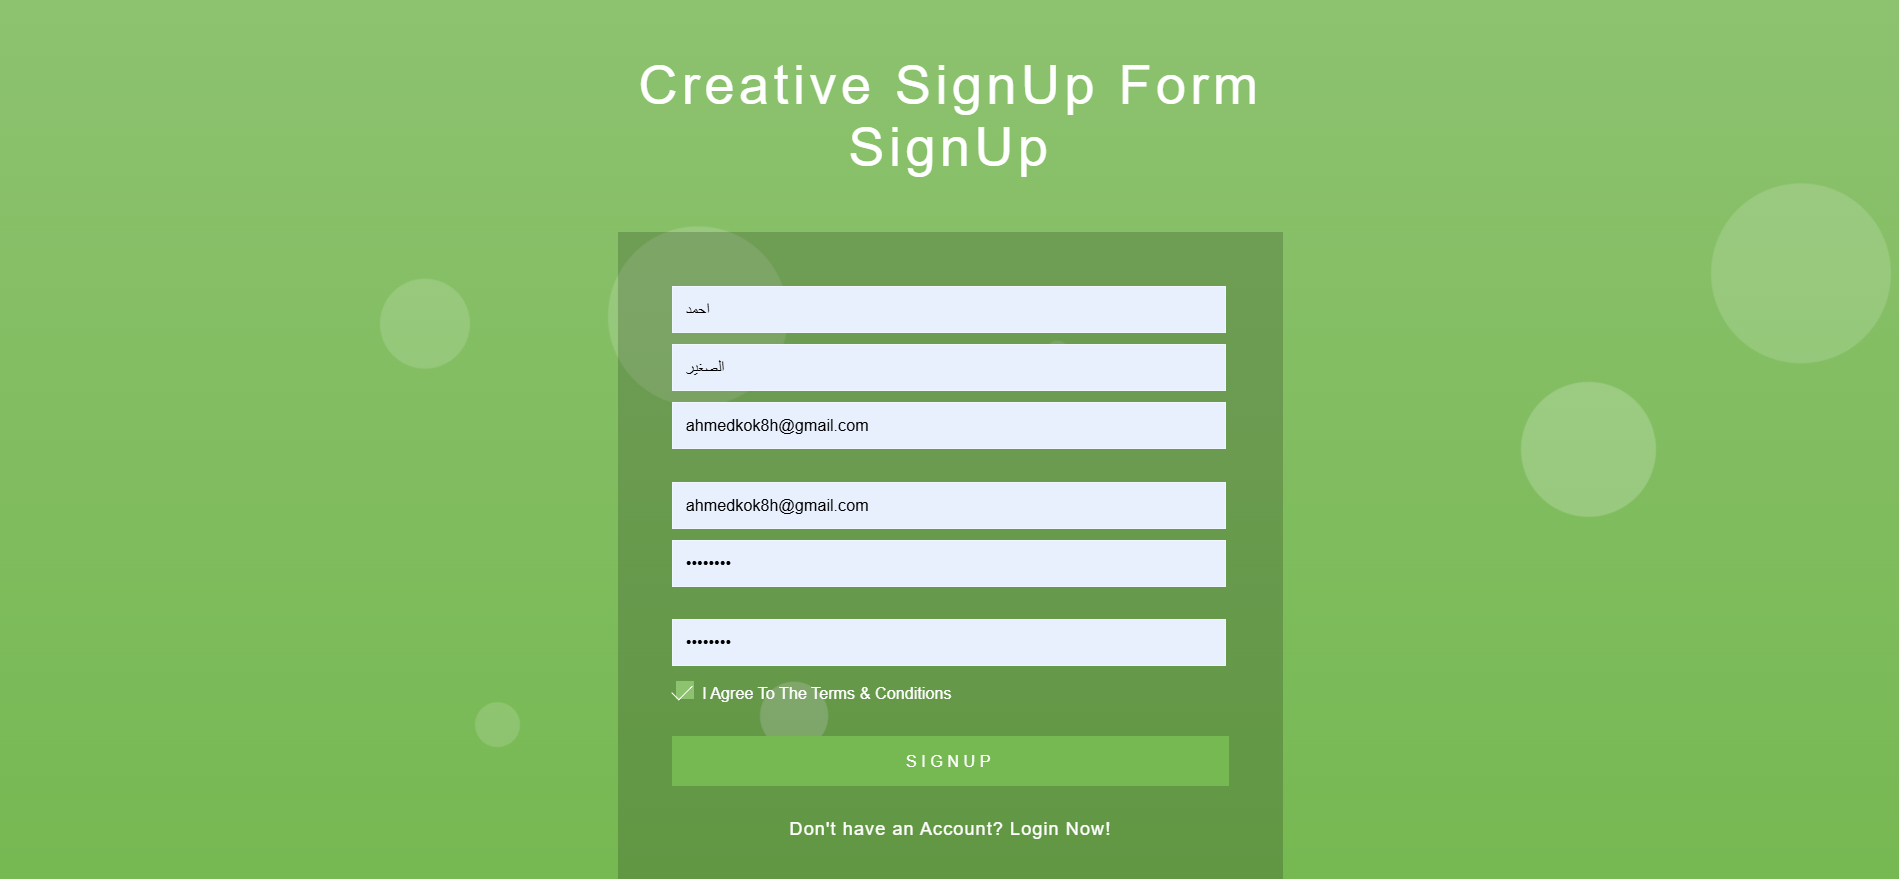 Creative SignUp Form
SignUp
احمد
الصغير
ahmedkok8h@gmail.com
ahmedkok8h@gmail.com
••••••••
••••••••
I Agree To The Terms & Conditions
SIGNUP
Don't have an Account? Login Now!